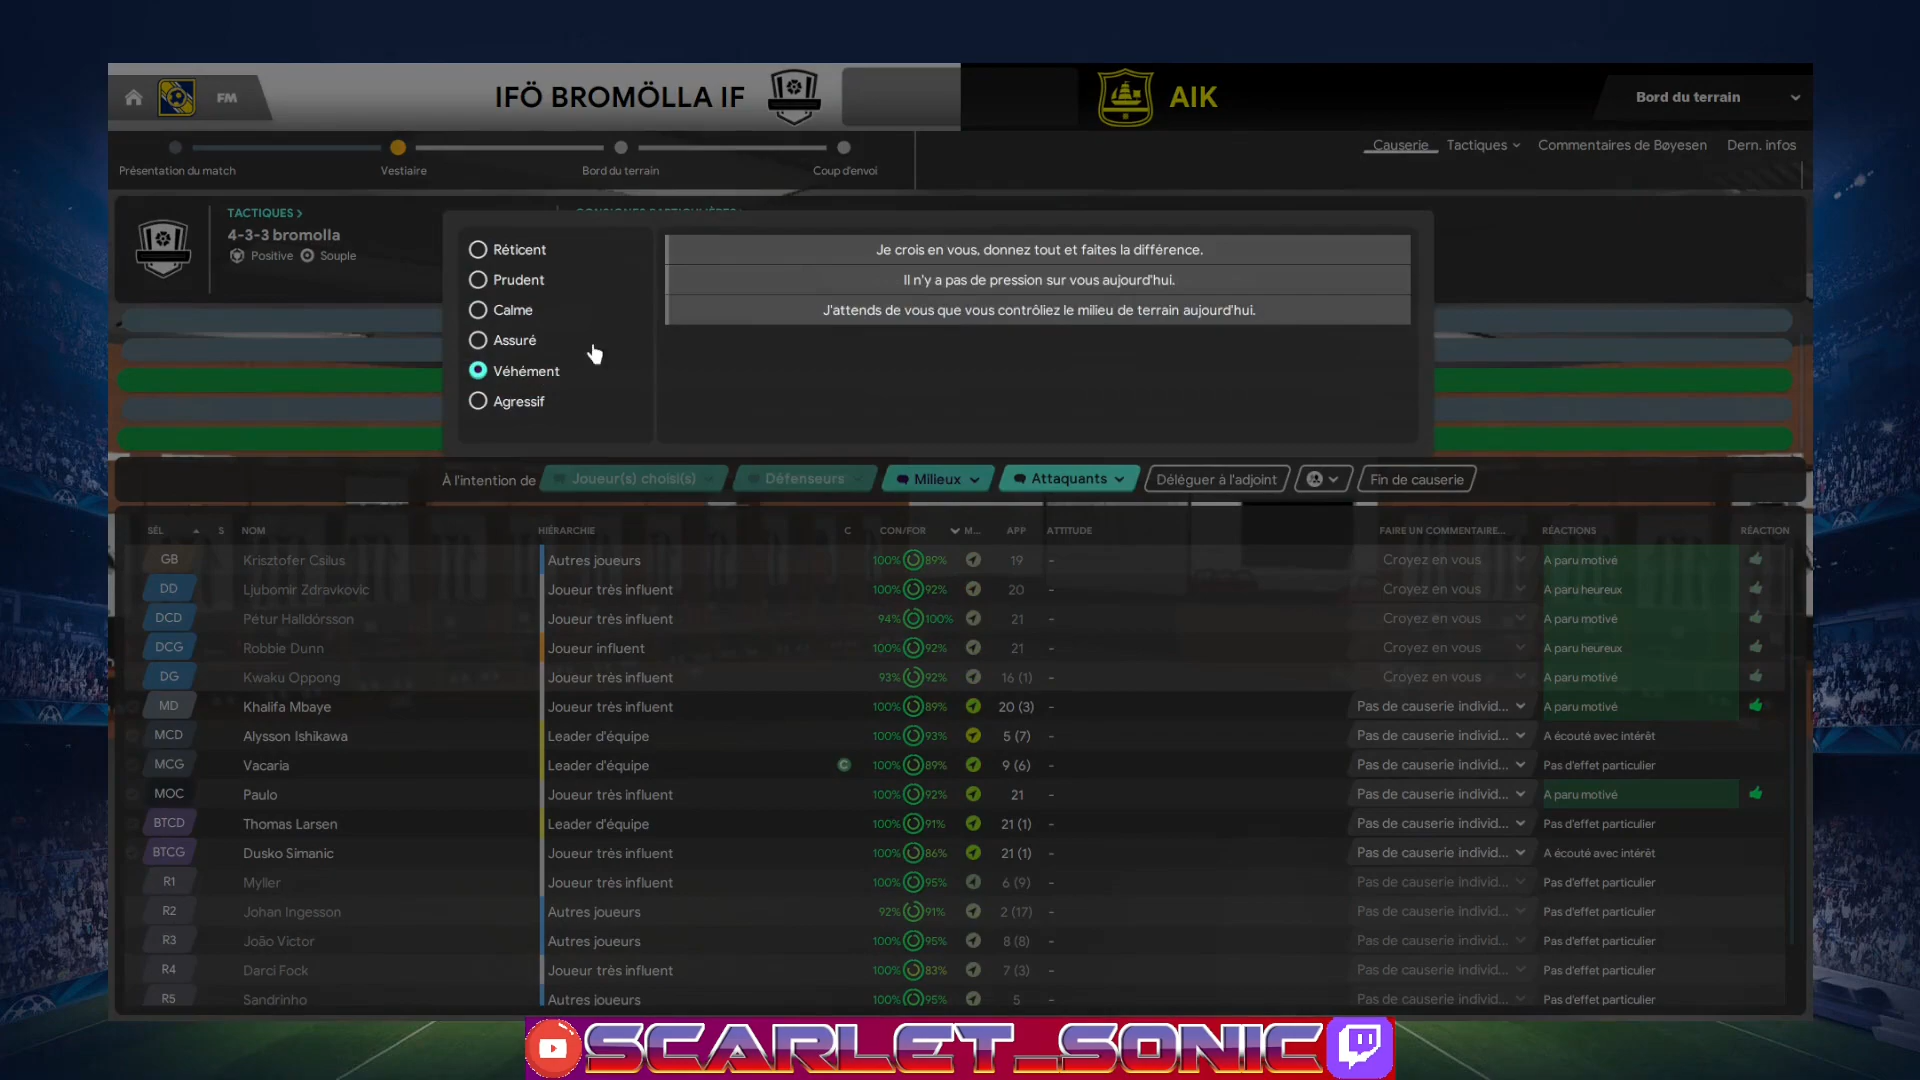 FM
IFÖ BROMÖLLA IF
AIK
Bord du terrain
Présentation du match
Vestiaire
Bord du terrain
Coup d'envoi
Causerie
Tactiques
Commentaires de Bøyesen
Dern. infos
TACTIQUES >
4-3-3 bromolla
Positive
Souple
Réticent
Prudent
Calme
Assuré
Véhément
Agressif
Je crois en vous, donnez tout et faites la différence.
Il n'y a pas de pression sur vous aujourd'hui.
J'attends de vous que vous contrôliez le milieu de terrain aujourd'hui.
À l'intention de
Joueur(s) choisi(s)
Défenseurs
Milieux
Attaquants
Déléguer à l'adjoint
Fin de causerie
SÉL S NOM HIÉRARCHIE C CON/FOR M... APP ATTITUDE FAIRE UN COMMENTAIRE... RÉACTIONS RÉACTION
GB Krisztofer Csilus Autres joueurs 100% 89% 19 - Croyez en vous A paru motivé
DD Ljubomir Zdravkovic Joueur très influent 100% 92% 20 - Croyez en vous A paru heureux
DCD Pétur Halldórsson Joueur très influent 94% 100% 21 - Croyez en vous A paru motivé
DCG Robbie Dunn Joueur influent 100% 92% 21 - Croyez en vous A paru heureux
DG Kwaku Oppong Joueur très influent 93% 92% 16 (1) - Croyez en vous A paru motivé
MD Khalifa Mbaye Joueur très influent 100% 89% 20 (3) - Pas de causerie individ... A paru motivé
MCD Alysson Ishikawa Leader d'équipe 100% 93% 5 (7) - Pas de causerie individ... A écouté avec intérêt
MCG Vacaria Leader d'équipe C 100% 89% 9 (6) - Pas de causerie individ... Pas d'effet particulier
MOC Paulo Joueur très influent 100% 92% 21 - Pas de causerie individ... A paru motivé
BTCD Thomas Larsen Leader d'équipe 100% 91% 21 (1) - Pas de causerie individ... Pas d'effet particulier
BTCG Dusko Simanic Joueur très influent 100% 86% 21 (1) - Pas de causerie individ... A écouté avec intérêt
R1 Myller Joueur très influent 100% 95% 6 (9) - Pas de causerie individ... Pas d'effet particulier
R2 Johan Ingesson Autres joueurs 92% 91% 2 (17) - Pas de causerie individ... Pas d'effet particulier
R3 João Victor Autres joueurs 100% 95% 8 (8) - Pas de causerie individ... Pas d'effet particulier
R4 Darci Fock Joueur très influent 100% 83% 7 (3) - Pas de causerie individ... Pas d'effet particulier
R5 Sandrinho Autres joueurs 100% 95% 5 - Pas de causerie individ... Pas d'effet particulier
SCARLET_SONIC